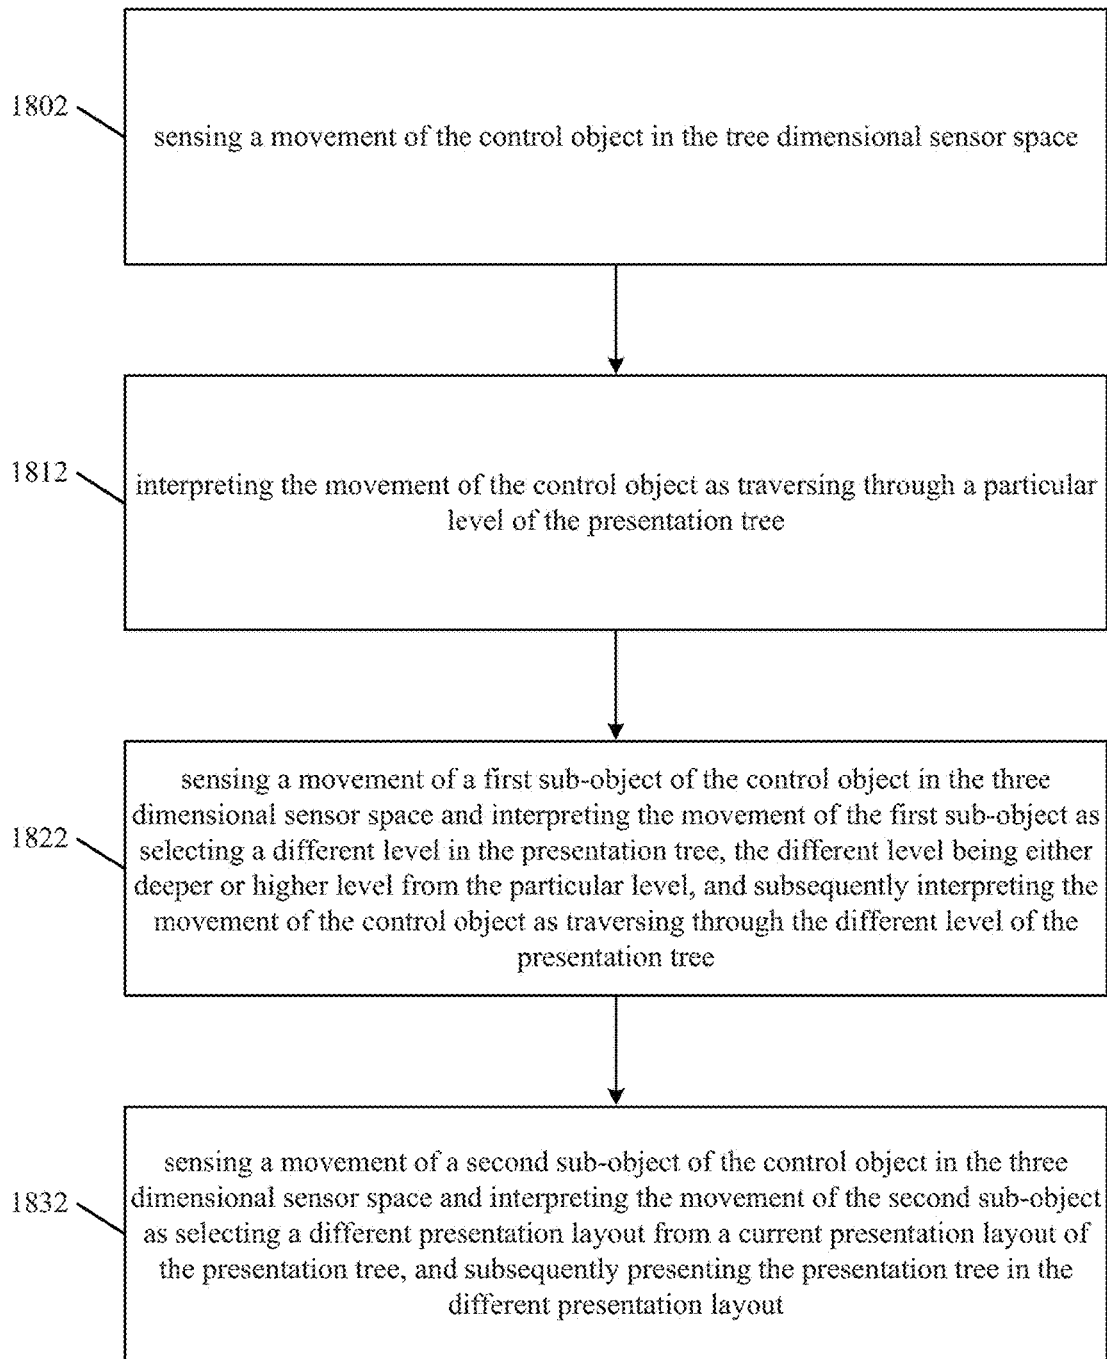 1802
sensing a movement of the control object in the tree dimensional sensor space
1812
interpreting the movement of the control object as traversing through a particular
level of the presentation tree
1822
sensing a movement of a first sub-object of the control object in the three
dimensional sensor space and interpreting the movement of the first sub-object as
selecting a different level in the presentation tree, the different level being either
deeper or higher level from the particular level, and subsequently interpreting the
movement of the control object as traversing through the different level of the
presentation tree
1832
sensing a movement of a second sub-object of the control object in the three
dimensional sensor space and interpreting the movement of the second sub-object
as selecting a different presentation layout from a current presentation layout of
the presentation tree, and subsequently presenting the presentation tree in the
different presentation layout